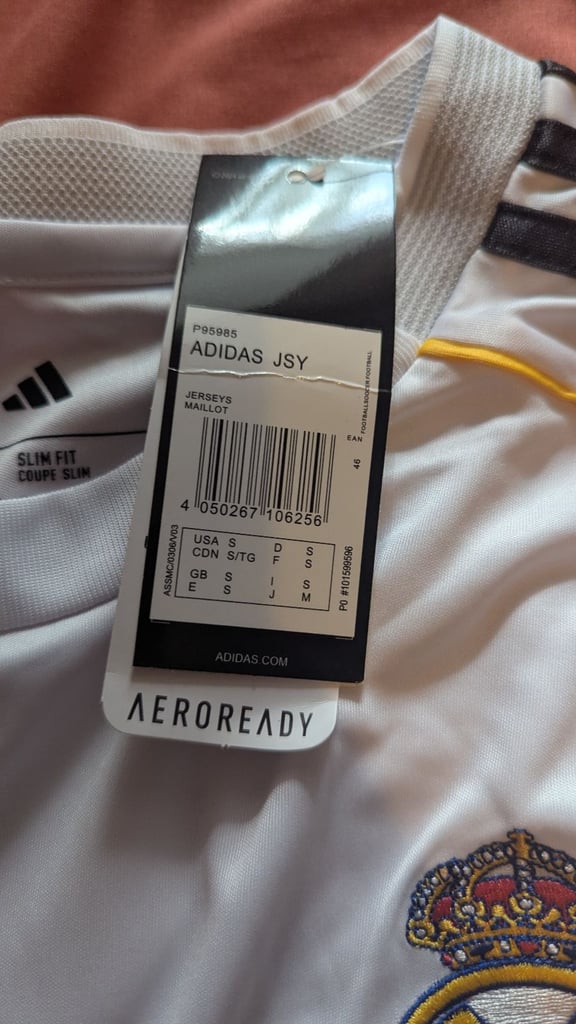 P95985
ADIDAS JSY
JERSEYS
MAILLOT
FOOTBALL/SOCCER FOOTBALL
EAN
46
4 050267 106256
USA S D S
CDN S/TG F S
GB S I S
E S J M
ASSMC/0306/V03
PO #101599596
ADIDAS.COM
AEROREADY
SLIM FIT
COUPE SLIM